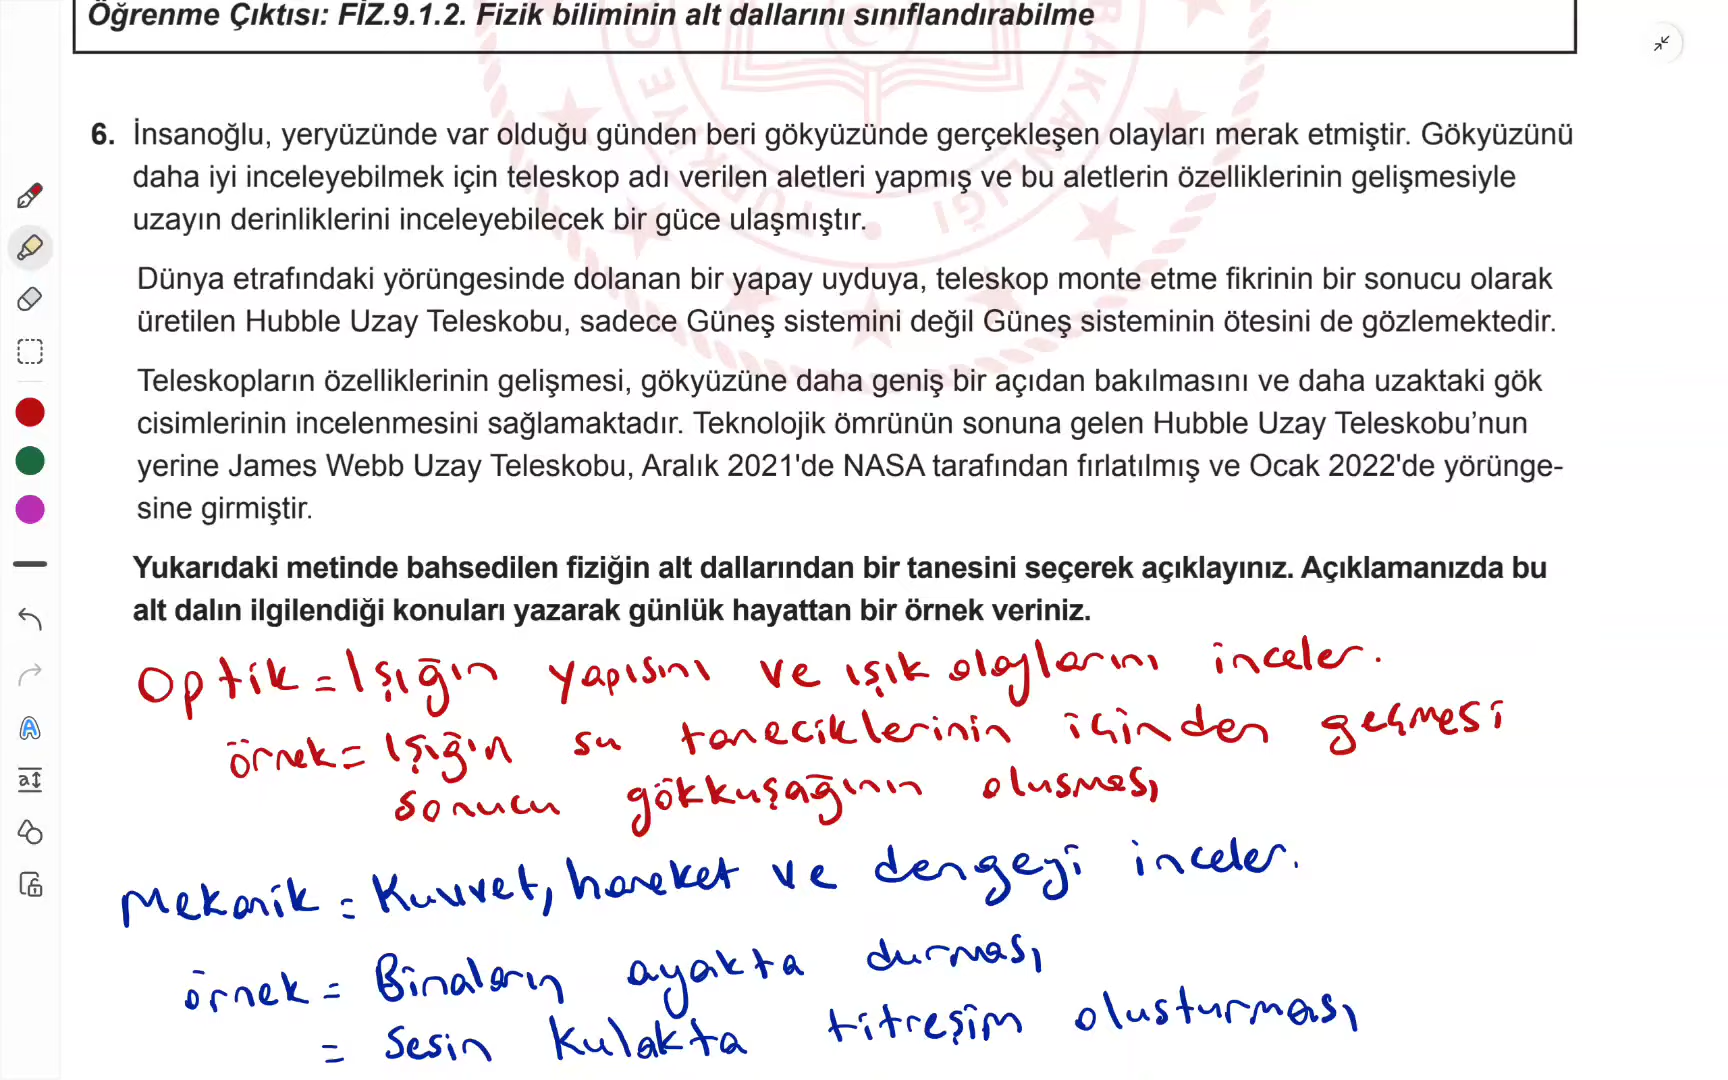 Öğrenme Çıktısı: FİZ.9.1.2. Fizik biliminin alt dallarını sınıflandırabilme
6. İnsanoğlu, yeryüzünde var olduğu günden beri gökyüzünde gerçekleşen olayları merak etmiştir. Gökyüzünü
daha iyi inceleyebilmek için teleskop adı verilen aletleri yapmış ve bu aletlerin özelliklerinin gelişmesiyle
uzayın derinliklerini inceleyebilecek bir güce ulaşmıştır.
Dünya etrafındaki yörüngesinde dolanan bir yapay uyduya, teleskop monte etme fikrinin bir sonucu olarak
üretilen Hubble Uzay Teleskobu, sadece Güneş sistemini değil Güneş sisteminin ötesini de gözlemektedir.
Teleskopların özelliklerinin gelişmesi, gökyüzüne daha geniş bir açıdan bakılmasını ve daha uzaktaki gök
cisimlerinin incelenmesini sağlamaktadır. Teknolojik ömrünün sonuna gelen Hubble Uzay Teleskobu’nun
yerine James Webb Uzay Teleskobu, Aralık 2021'de NASA tarafından fırlatılmış ve Ocak 2022'de yörünge-
sine girmiştir.
Yukarıdaki metinde bahsedilen fiziğin alt dallarından bir tanesini seçerek açıklayınız. Açıklamanızda bu
alt dalın ilgilendiği konuları yazarak günlük hayattan bir örnek veriniz.
Optik = Işığın yapısını ve ışık olaylarını inceler.
örnek = Işığın su taneciklerinin içinden geçmesi
sonucu gökkuşağının oluşması
Mekanik = Kuvvet, hareket ve dengeyi inceler.
örnek = Binaların ayakta durması
= Sesin kulakta titreşim oluşturması